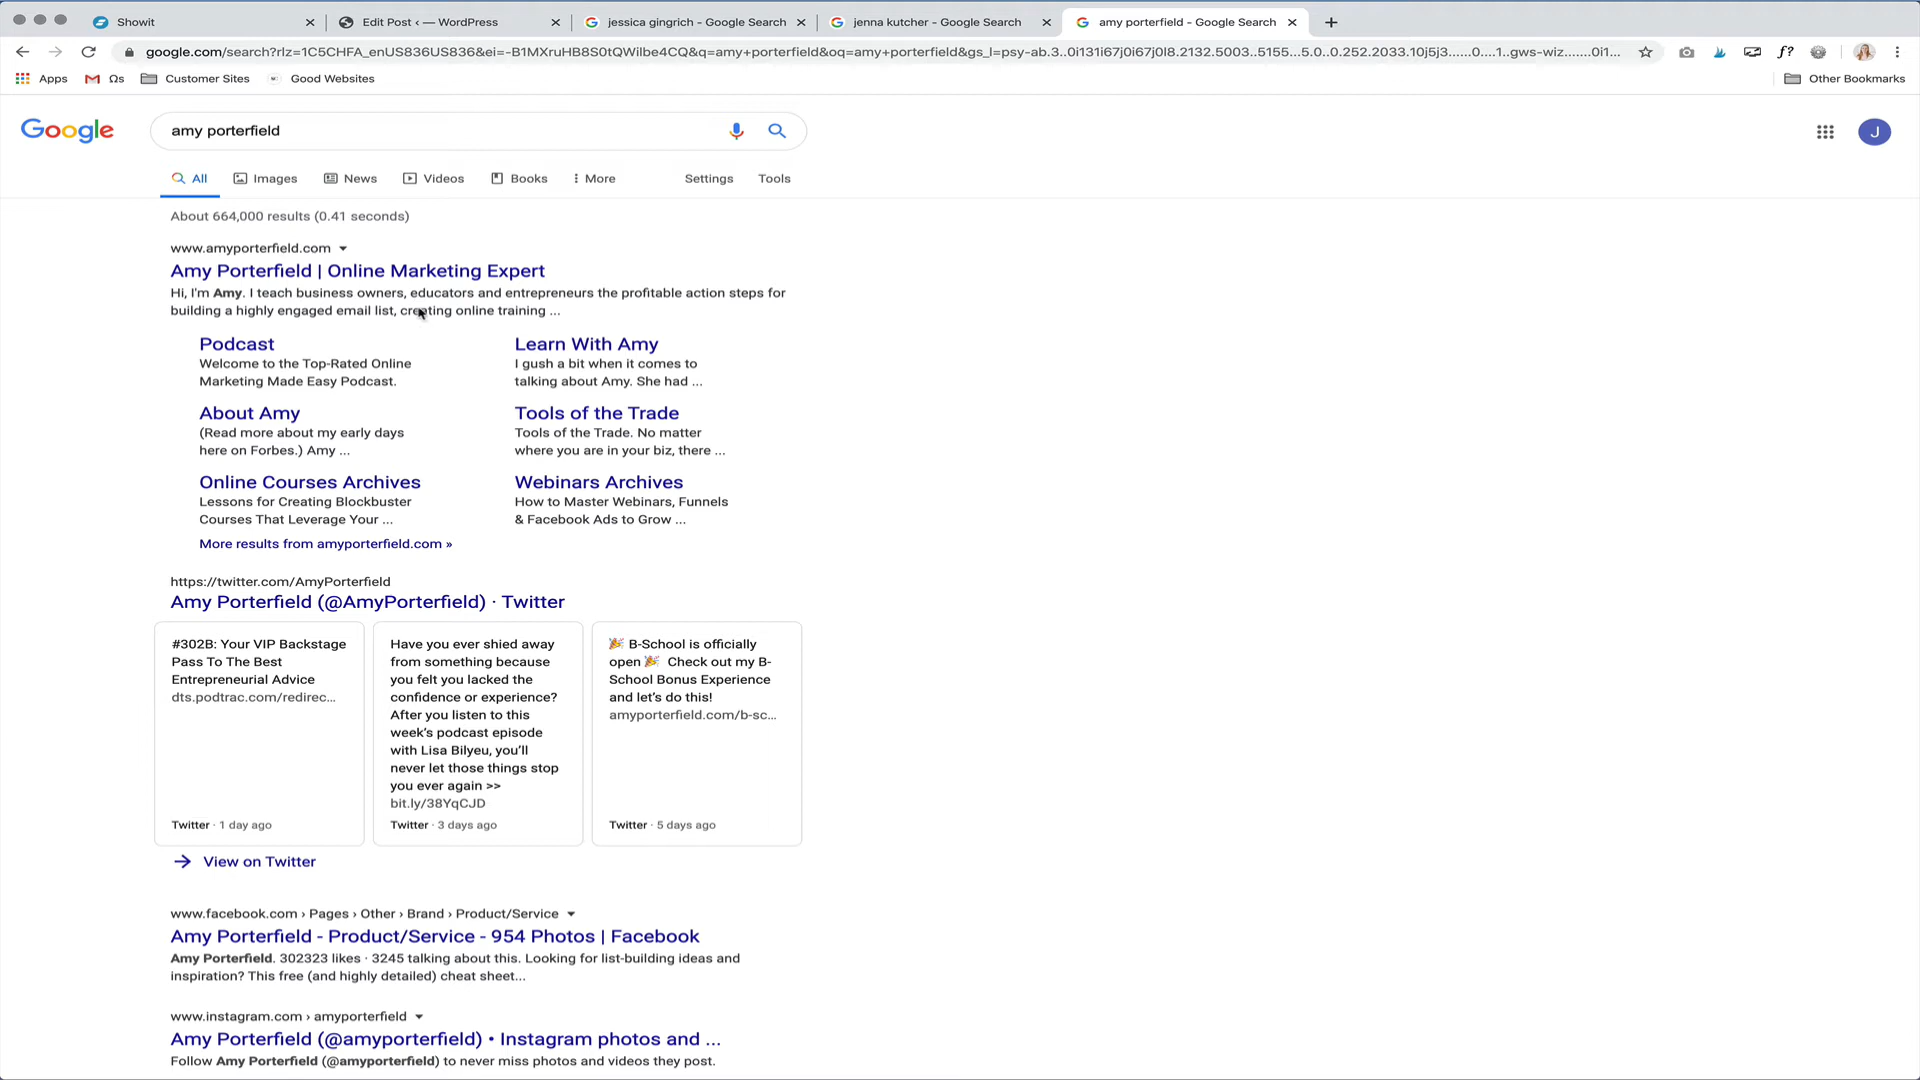 Showit
Edit Post ‹ — WordPress
jessica gingrich - Google Search
jenna kutcher - Google Search
amy porterfield - Google Search
google.com/search?rlz=1C5CHFA_enUS836US836&ei=-B1MXruHB8S0tQWilbe4CQ&q=amy+porterfield&oq=amy+porterfield&gs_l=psy-ab.3..0i131i67j0i67j0l8.2132.5003..5155...5.0..0.252.2033.10j5j3......0....1..gws-wiz.......0i1...
f?
Apps
Ωs
Customer Sites
Good Websites
Other Bookmarks
Google
amy porterfield
J
All
Images
News
Videos
Books
More
Settings
Tools
About 664,000 results (0.41 seconds)
www.amyporterfield.com
Amy Porterfield | Online Marketing Expert
Hi, I'm Amy. I teach business owners, educators and entrepreneurs the profitable action steps for
building a highly engaged email list, creating online training ...
Podcast
Welcome to the Top-Rated Online
Marketing Made Easy Podcast.
Learn With Amy
I gush a bit when it comes to
talking about Amy. She had ...
About Amy
(Read more about my early days
here on Forbes.) Amy ...
Tools of the Trade
Tools of the Trade. No matter
where you are in your biz, there ...
Online Courses Archives
Lessons for Creating Blockbuster
Courses That Leverage Your ...
Webinars Archives
How to Master Webinars, Funnels
& Facebook Ads to Grow ...
More results from amyporterfield.com »
https://twitter.com/AmyPorterfield
Amy Porterfield (@AmyPorterfield) · Twitter
#302B: Your VIP Backstage
Pass To The Best
Entrepreneurial Advice
dts.podtrac.com/redirec...
Twitter · 1 day ago
Have you ever shied away
from something because
you felt you lacked the
confidence or experience?
After you listen to this
week's podcast episode
with Lisa Bilyeu, you'll
never let those things stop
you ever again >>
bit.ly/38YqCJD
Twitter · 3 days ago
🎉 B-School is officially
open 🎉 Check out my B-
School Bonus Experience
and let's do this!
amyporterfield.com/b-sc...
Twitter · 5 days ago
View on Twitter
www.facebook.com › Pages › Other › Brand › Product/Service
Amy Porterfield - Product/Service - 954 Photos | Facebook
Amy Porterfield. 302323 likes · 3245 talking about this. Looking for list-building ideas and
inspiration? This free (and highly detailed) cheat sheet...
www.instagram.com › amyporterfield
Amy Porterfield (@amyporterfield) • Instagram photos and ...
Follow Amy Porterfield (@amyporterfield) to never miss photos and videos they post.